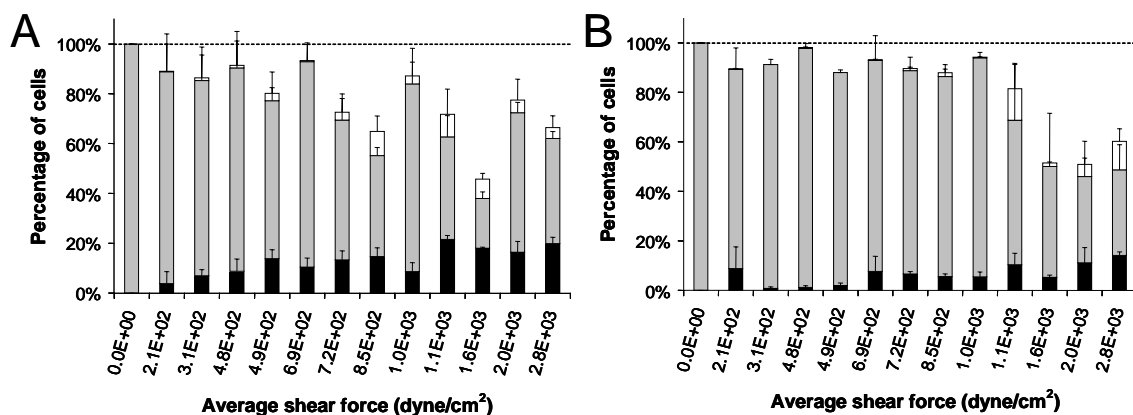 A
Percentage of cells
100%
80%
60%
40%
20%
0%
0.0E+00
2.1E+02
3.1E+02
4.8E+02
4.9E+02
6.9E+02
7.2E+02
8.5E+02
1.0E+03
1.1E+03
1.6E+03
2.0E+03
2.8E+03
Average shear force (dyne/cm²)
B
Percentage of cells
100%
80%
60%
40%
20%
0%
0.0E+00
2.1E+02
3.1E+02
4.8E+02
4.9E+02
6.9E+02
7.2E+02
8.5E+02
1.0E+03
1.1E+03
1.6E+03
2.0E+03
2.8E+03
Average shear force (dyne/cm²)